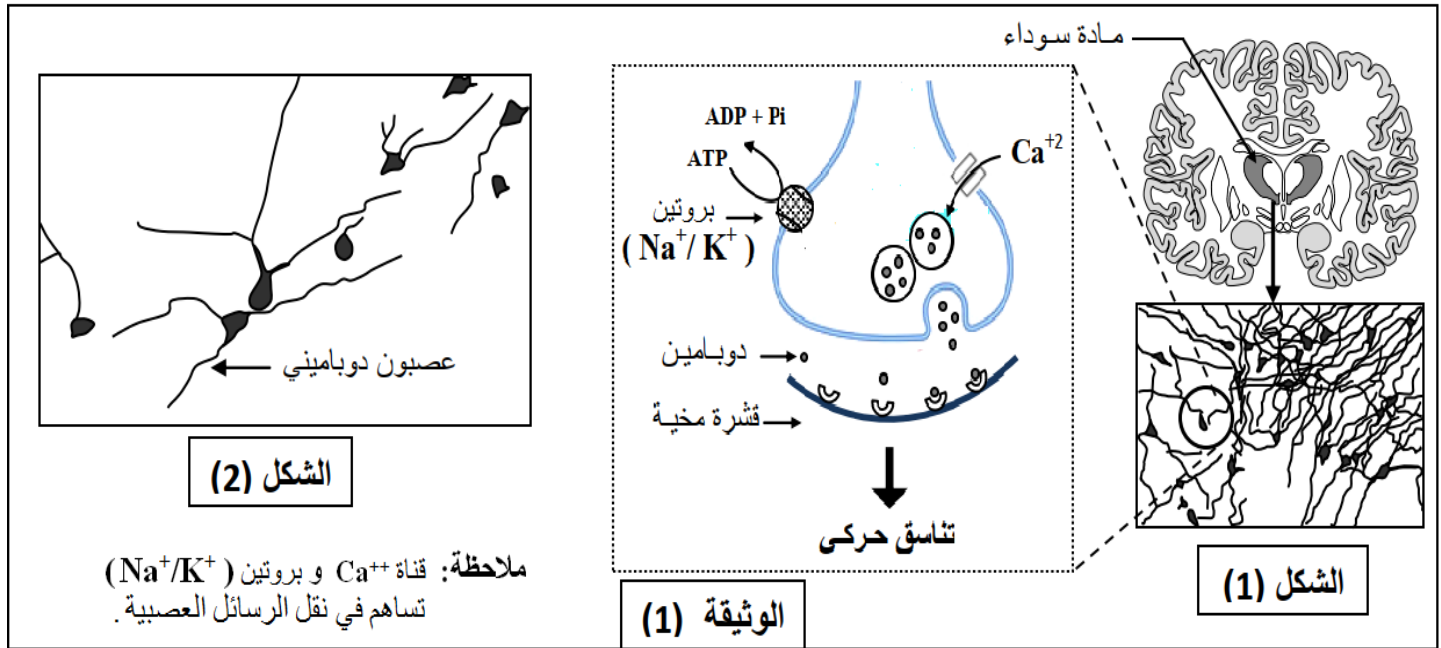 مادة سوداء
ADP + Pi
ATP
Ca⁺²
بروتين
( Na⁺/ K⁺ )
دوبامين
قشرة مخية
تناسق حركي
عصبون دوباميني
الشكل (2)
الشكل (1)
ملاحظة: قناة Ca⁺⁺ و بروتين ( Na⁺/K⁺ )
تساهم في نقل الرسائل العصبية .
الوثيقة (1)